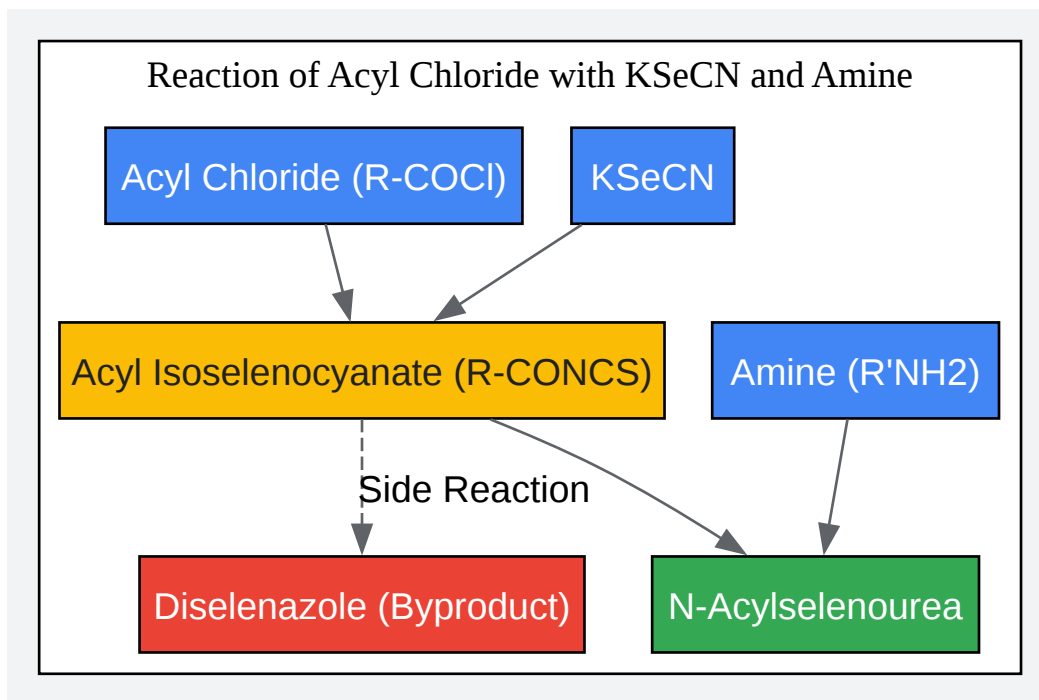 Reaction of Acyl Chloride with KSeCN and Amine
Acyl Chloride (R-COCl)
KSeCN
Acyl Isoselenocyanate (R-CONCS)
Amine (R'NH2)
Side Reaction
Diselenazole (Byproduct)
N-Acylselenourea